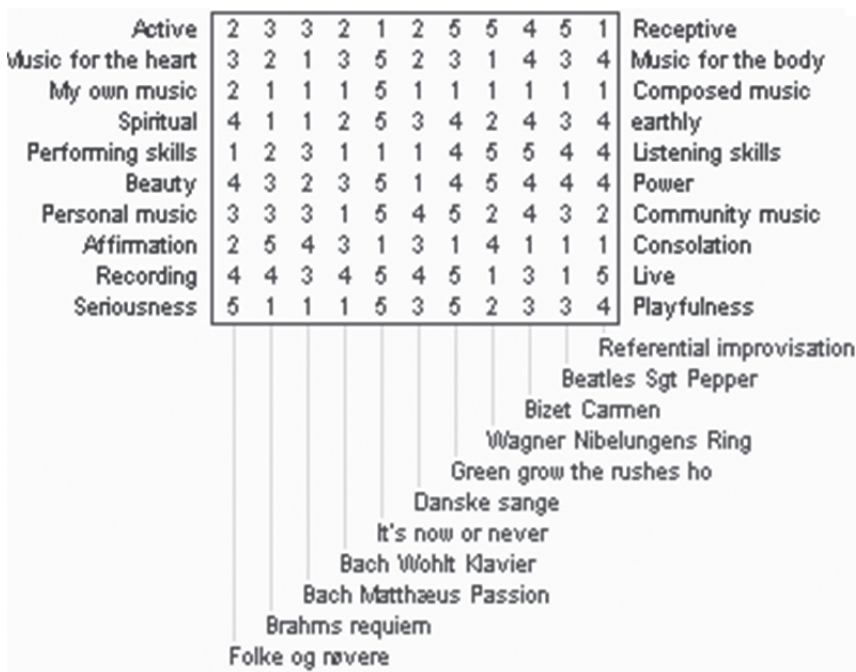 Active 2 3 3 2 1 2 5 5 4 5 1 Receptive
Music for the heart 3 2 1 3 5 2 3 1 4 3 4 Music for the body
My own music 2 1 1 1 5 1 1 1 1 1 1 Composed music
Spiritual 4 1 1 2 5 3 4 2 4 3 4 earthly
Performing skills 1 2 3 1 1 1 4 5 5 4 4 Listening skills
Beauty 4 3 2 3 5 1 4 5 4 4 4 Power
Personal music 3 3 3 1 5 4 5 2 4 3 2 Community music
Affirmation 2 5 4 3 1 3 1 4 1 1 1 Consolation
Recording 4 4 3 4 5 4 5 1 3 1 5 Live
Seriousness 5 1 1 1 5 3 5 2 3 3 4 Playfulness
Referential improvisation
Beatles Sgt Pepper
Bizet Carmen
Wagner Nibelungens Ring
Green grow the rushes ho
Danske sange
It's now or never
Bach Wohlt Klavier
Bach Matthæus Passion
Brahms requiem
Folke og røvere